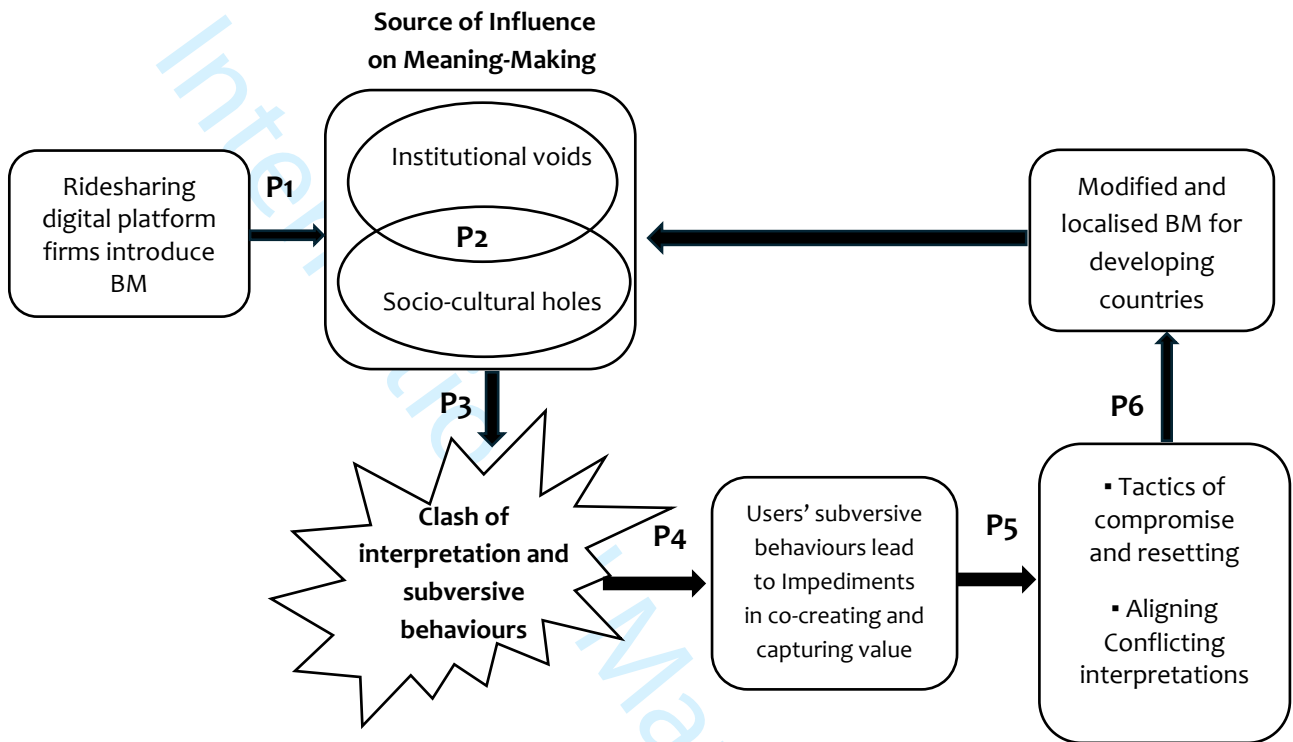 Source of Influence
on Meaning-Making
Institutional voids
P2
Socio-cultural holes
Ridesharing
digital platform
firms introduce
BM
P1
P3
Clash of
interpretation and
subversive
behaviours
P4
Users’ subversive
behaviours lead
to Impediments
in co-creating and
capturing value
P5
▪ Tactics of
compromise
and resetting
▪ Aligning
Conflicting
interpretations
P6
Modified and
localised BM for
developing
countries